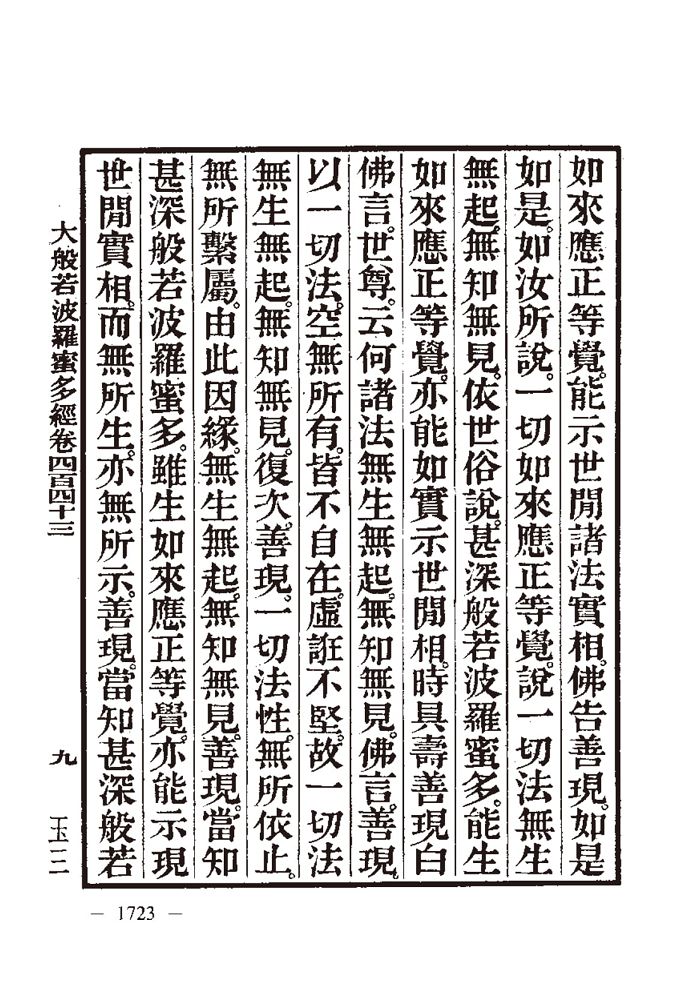 如來應正等覺。能示世閒諸法實相。佛告善現。如是
如是。如汝所說。一切如來應正等覺。說一切法無生
無起。無知無見。依世俗說。甚深般若波羅蜜多。能生
如來應正等覺。亦能如實示世閒相。時具壽善現白
佛言。世尊。云何諸法無生無起。無知無見。佛言。善現。
以一切法。空無所有。皆不自在。虛誑不堅。故一切法
無生無起。無知無見。復次善現。一切法性。無所依止。
無所繫屬。由此因緣。無生無起。無知無見。善現。當知
甚深般若波羅蜜多。雖生如來應正等覺。亦能示現
世閒實相。而無所生。亦無所示。善現。當知甚深般若
大般若波羅蜜多經卷四百四十三 九 玉三
— 1723 —